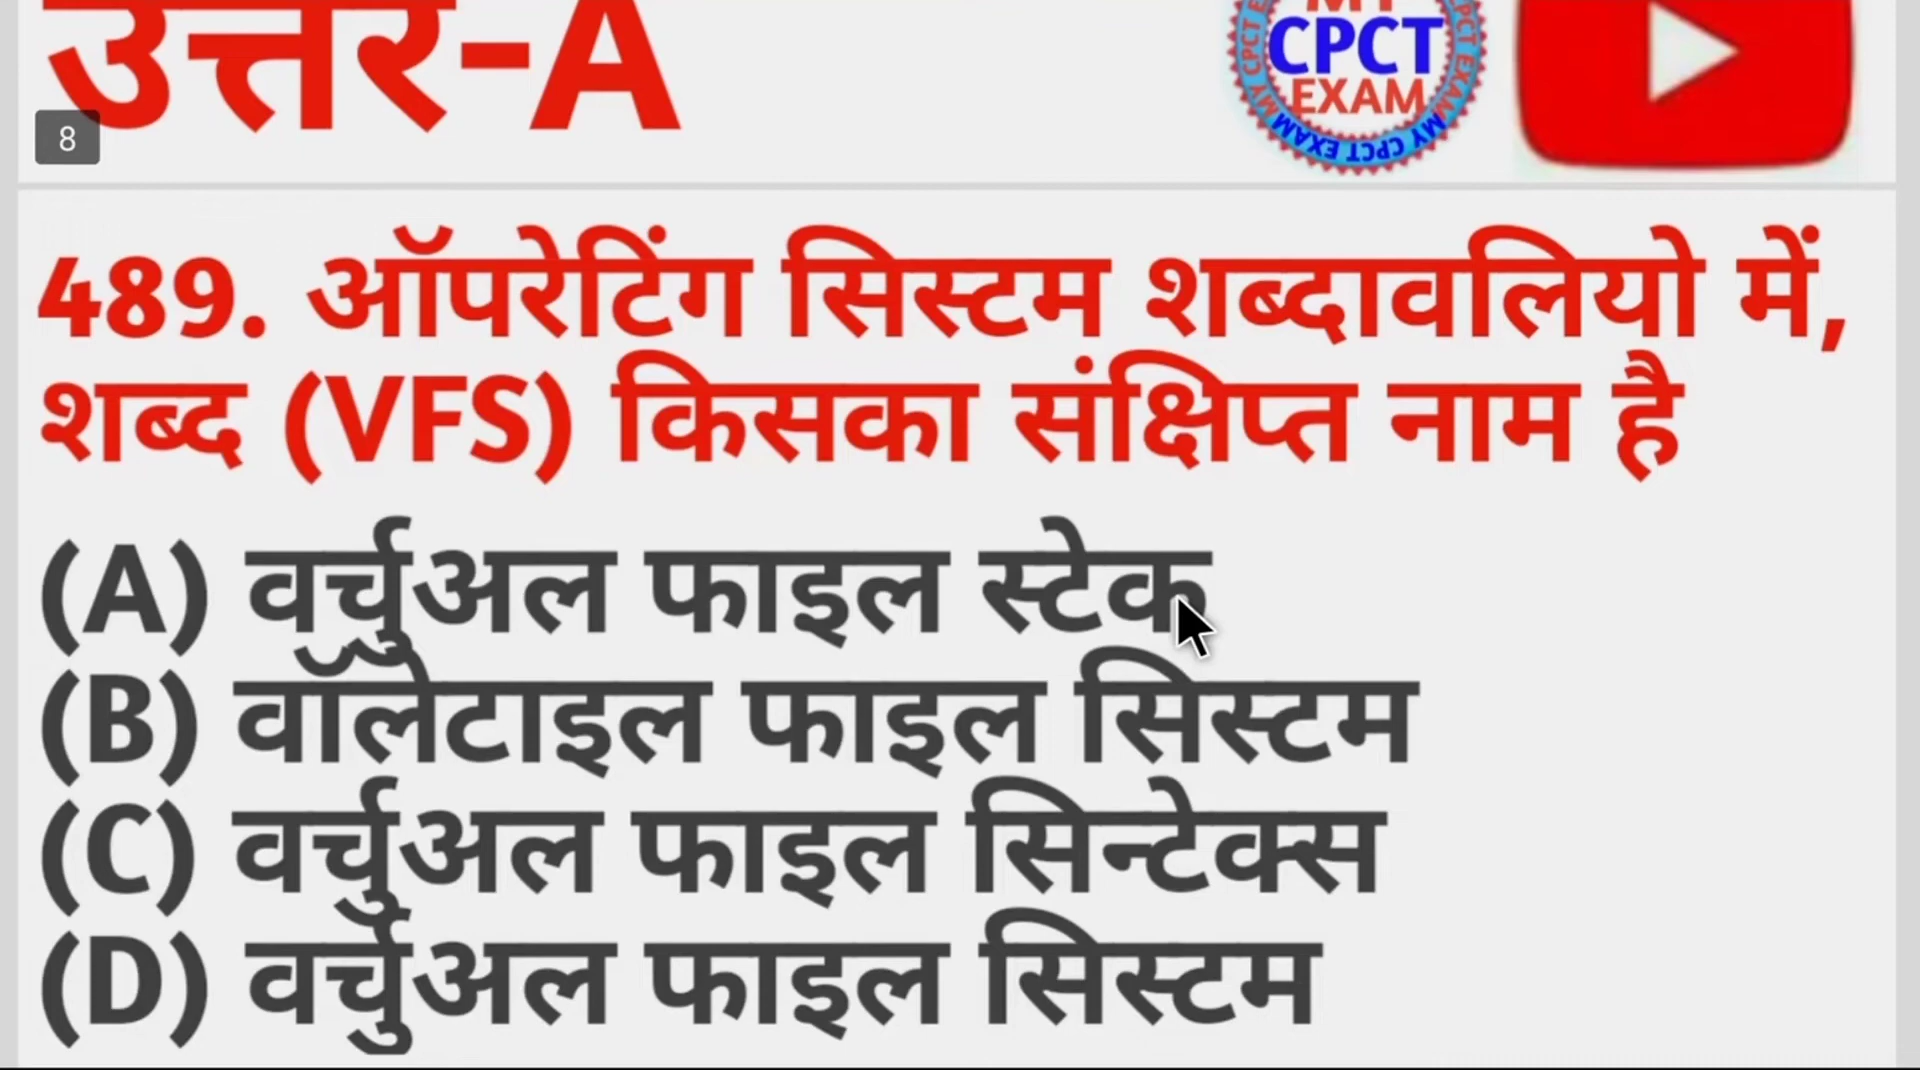 उत्तर-A
MY
CPCT
EXAM
MY CPCT EXAM
8
489. ऑपरेटिंग सिस्टम शब्दावलियो में,
शब्द (VFS) किसका संक्षिप्त नाम है
(A) वर्चुअल फाइल स्टेक
(B) वॉलेटाइल फाइल सिस्टम
(C) वर्चुअल फाइल सिन्टेक्स
(D) वर्चुअल फाइल सिस्टम